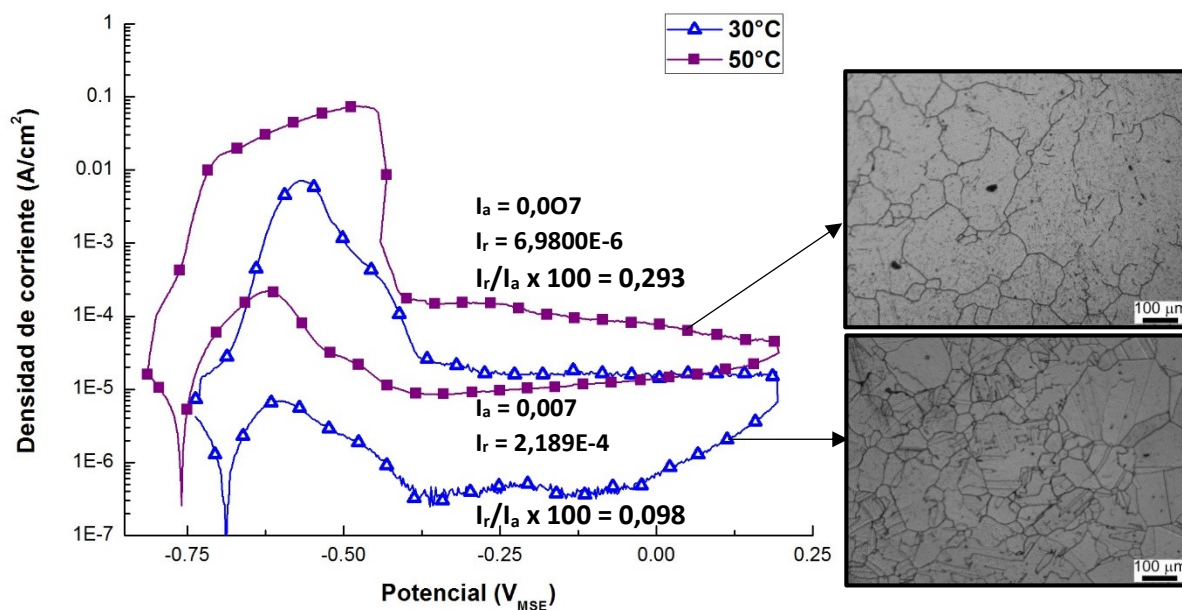 1
0.1
0.01
1E-3
1E-4
1E-5
1E-6
1E-7
Densidad de corriente (A/cm²)
30°C
50°C
Iₐ = 0,0O7
Iᵣ = 6,9800E-6
Iᵣ/Iₐ x 100 = 0,293
Iₐ = 0,007
Iᵣ = 2,189E-4
Iᵣ/Iₐ x 100 = 0,098
-0.75
-0.50
-0.25
0.00
0.25
Potencial (V_MSE)
100 µm
100 µm